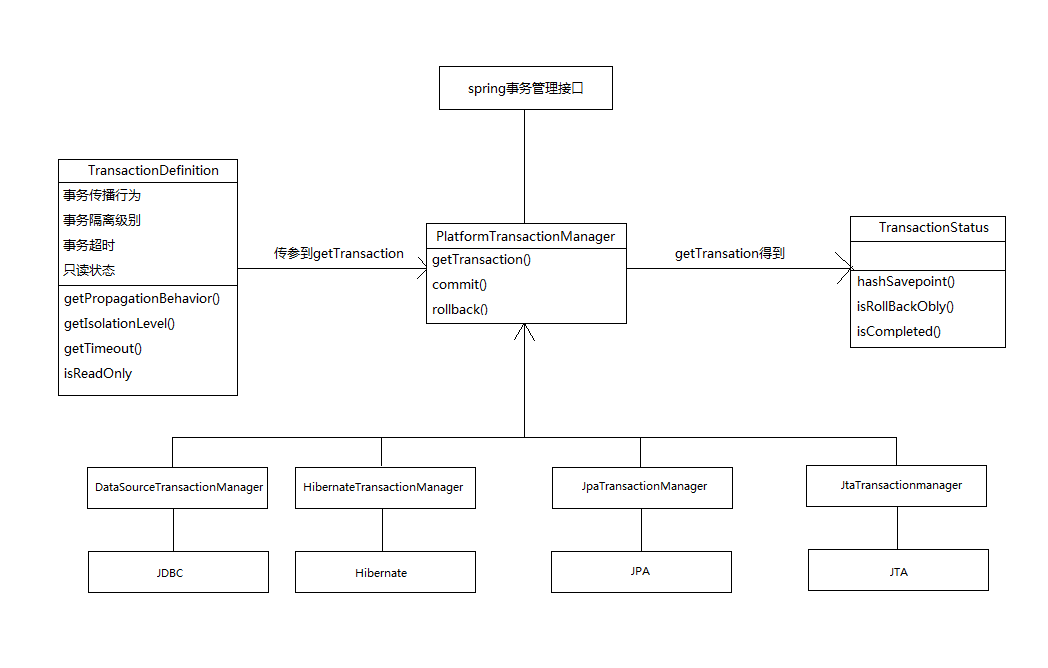 spring事务管理接口
TransactionDefinition
事务传播行为
事务隔离级别
事务超时
只读状态
getPropagationBehavior()
getIsolationLevel()
getTimeout()
isReadOnly
传参到getTransaction
PlatformTransactionManager
getTransaction()
commit()
rollback()
getTransation得到
TransactionStatus
hashSavepoint()
isRollBackObly()
isCompleted()
DataSourceTransactionManager
HibernateTransactionManager
JpaTransactionManager
JtaTransactionmanager
JDBC
Hibernate
JPA
JTA